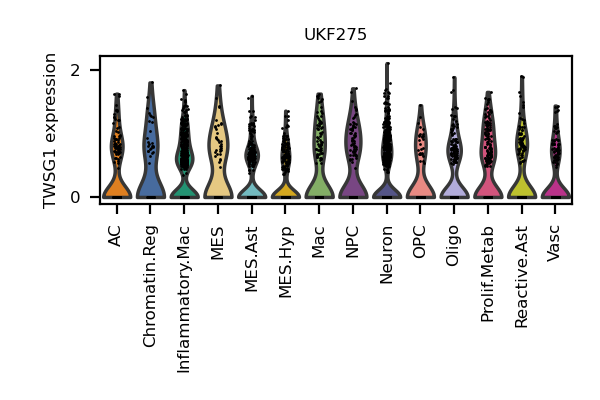 UKF275
TWSG1 expression
2
0
AC
Chromatin.Reg
Inflammatory.Mac
MES
MES.Ast
MES.Hyp
Mac
NPC
Neuron
OPC
Oligo
Prolif.Metab
Reactive.Ast
Vasc